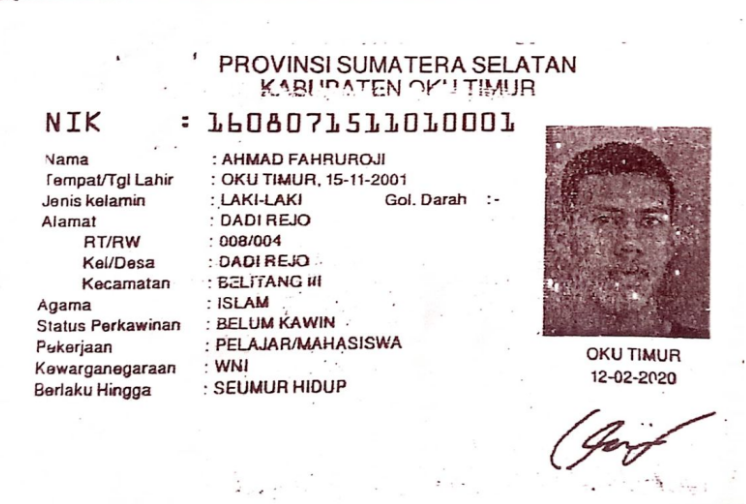 PROVINSI SUMATERA SELATAN
KABUPATEN OKU TIMUR
NIK : 1608071511010001
Nama : AHMAD FAHRUROJI
Tempat/Tgl Lahir : OKU TIMUR, 15-11-2001
Jenis kelamin : LAKI-LAKI Gol. Darah :-
Alamat : DADI REJO
RT/RW : 008/004
Kel/Desa : DADI REJO
Kecamatan : BELITANG III
Agama : ISLAM
Status Perkawinan : BELUM KAWIN
Pekerjaan : PELAJAR/MAHASISWA
Kewarganegaraan : WNI
Berlaku Hingga : SEUMUR HIDUP
OKU TIMUR
12-02-2020